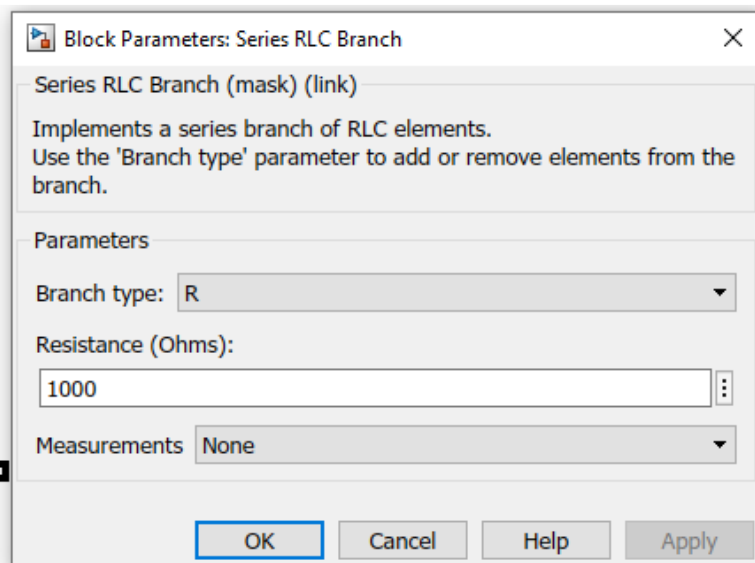 Block Parameters: Series RLC Branch
Series RLC Branch (mask) (link)
Implements a series branch of RLC elements.
Use the 'Branch type' parameter to add or remove elements from the
branch.
Parameters
Branch type: R
Resistance (Ohms):
1000
Measurements None
OK Cancel Help Apply